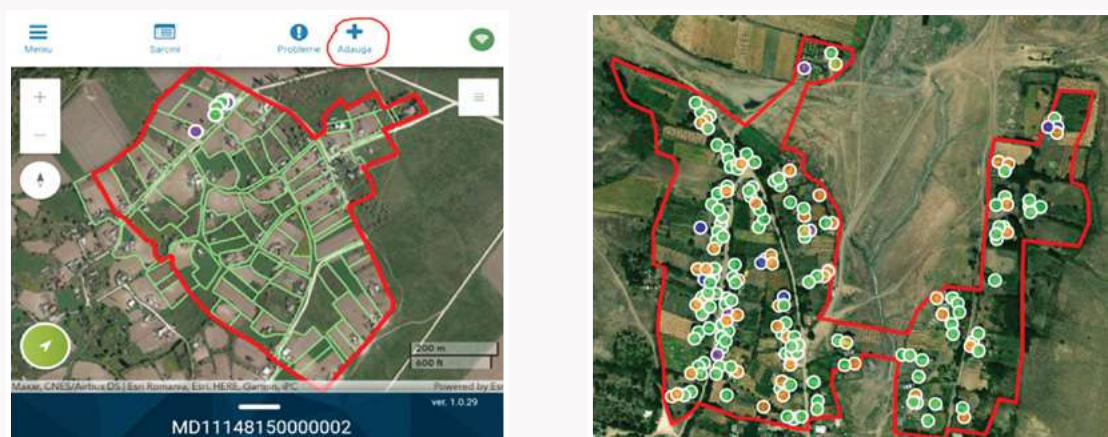 Meniu
Sarcini
Probleme
Adauga
200 m
600 ft
Maxar, CNES/Airbus DS | Esri Romania, Esri, HERE, Garmin, iPC
Powered by Esri
ver. 1.0.29
MD11148150000002